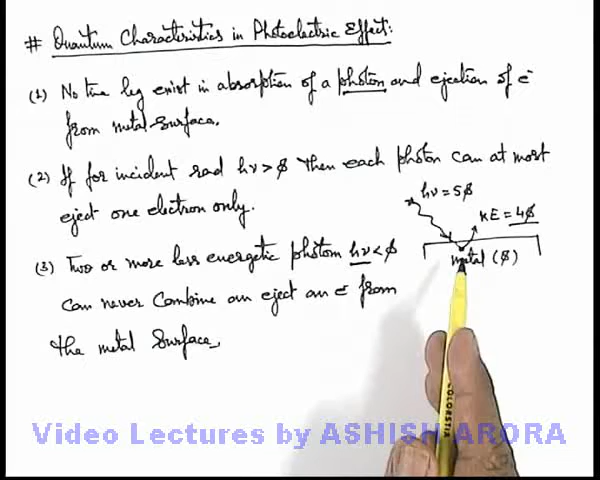 # Quantum Characteristics in Photoelectric Effect:
(1) No time leg exist in absorption of a photon and ejection of e⁻
from metal surface.
(2) If for incident rad hν > φ then each photon can at most
eject one electron only.
(3) Two or more less energetic photom hν < φ
can never combine an eject an e⁻ from
the metal surface.
hν = 5φ
KE = 4φ
metal (φ)
COLORSTIX
Video Lectures by ASHISH ARORA